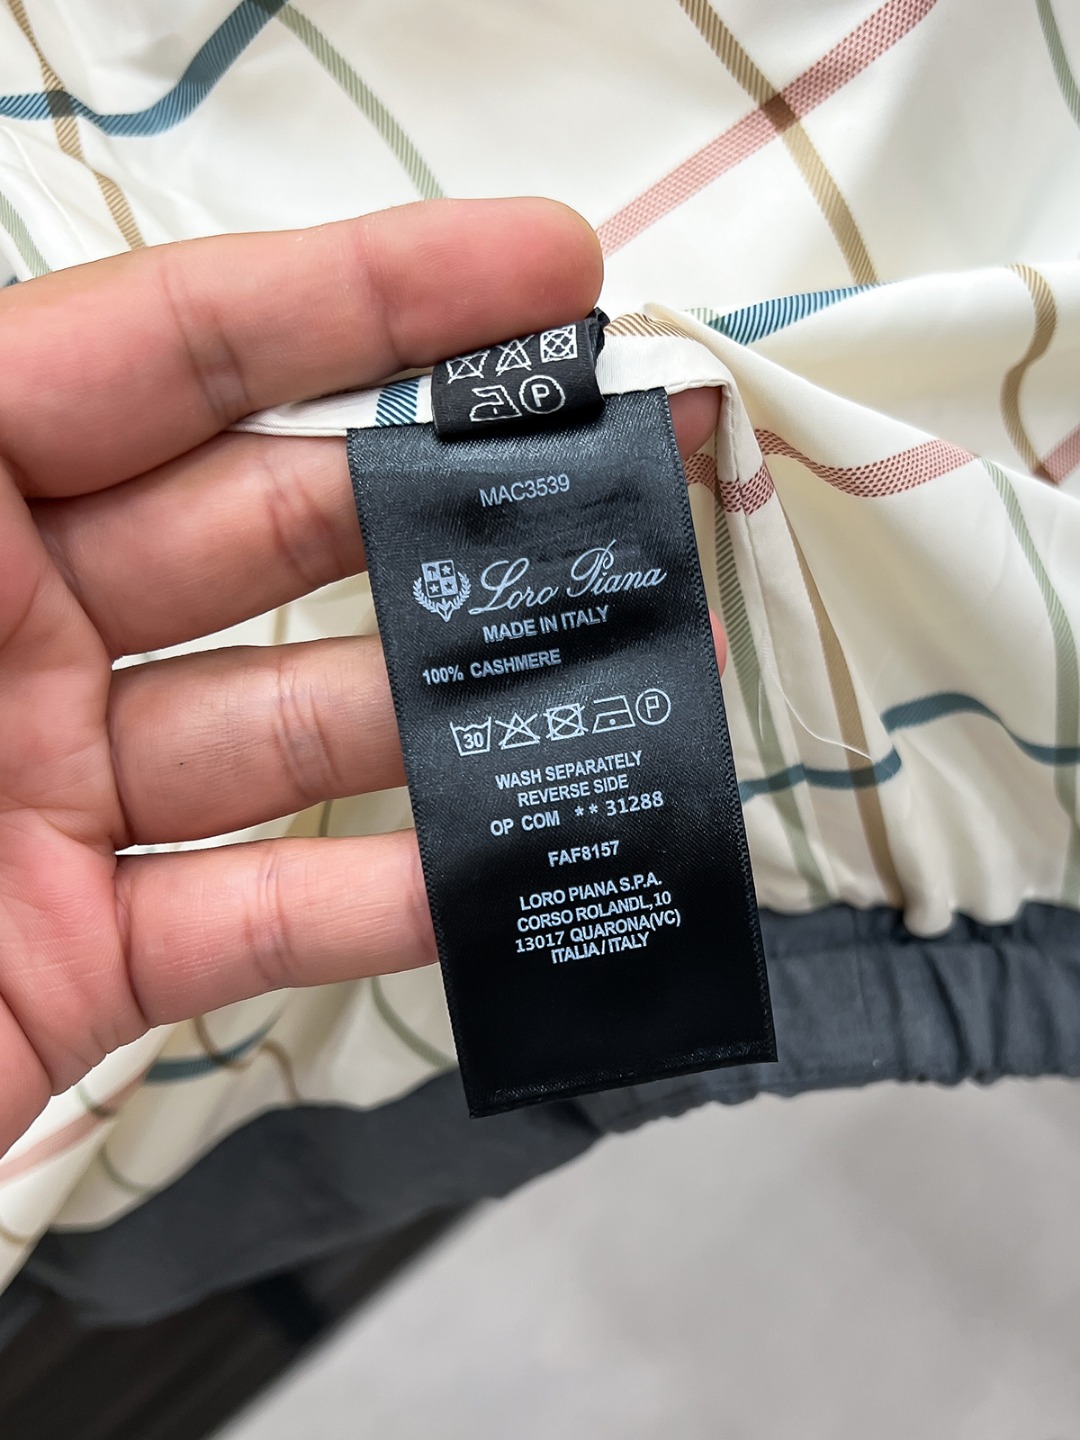 P
MAC3539
Loro Piana
MADE IN ITALY
100% CASHMERE
30 P
WASH SEPARATELY
REVERSE SIDE
OP COM ** 31288
FAF8157
LORO PIANA S.P.A.
CORSO ROLANDL,10
13017 QUARONA(VC)
ITALIA/ITALY